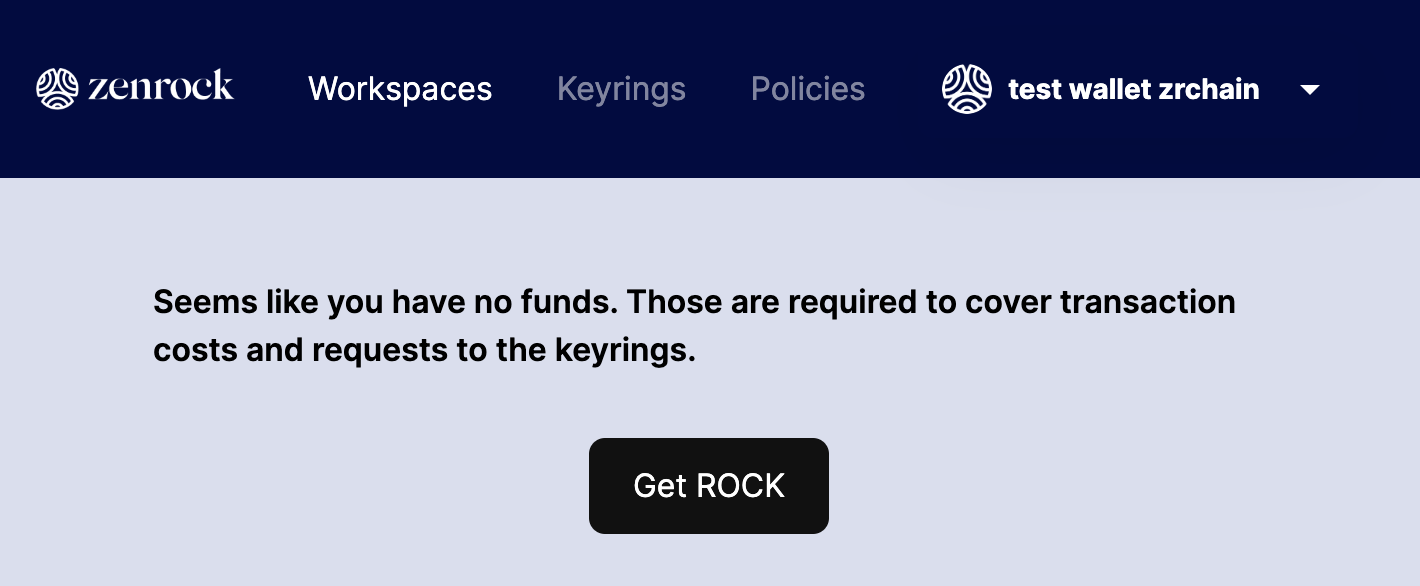 zenrock Workspaces Keyrings Policies test wallet zrchain
Seems like you have no funds. Those are required to cover transaction
costs and requests to the keyrings.
Get ROCK